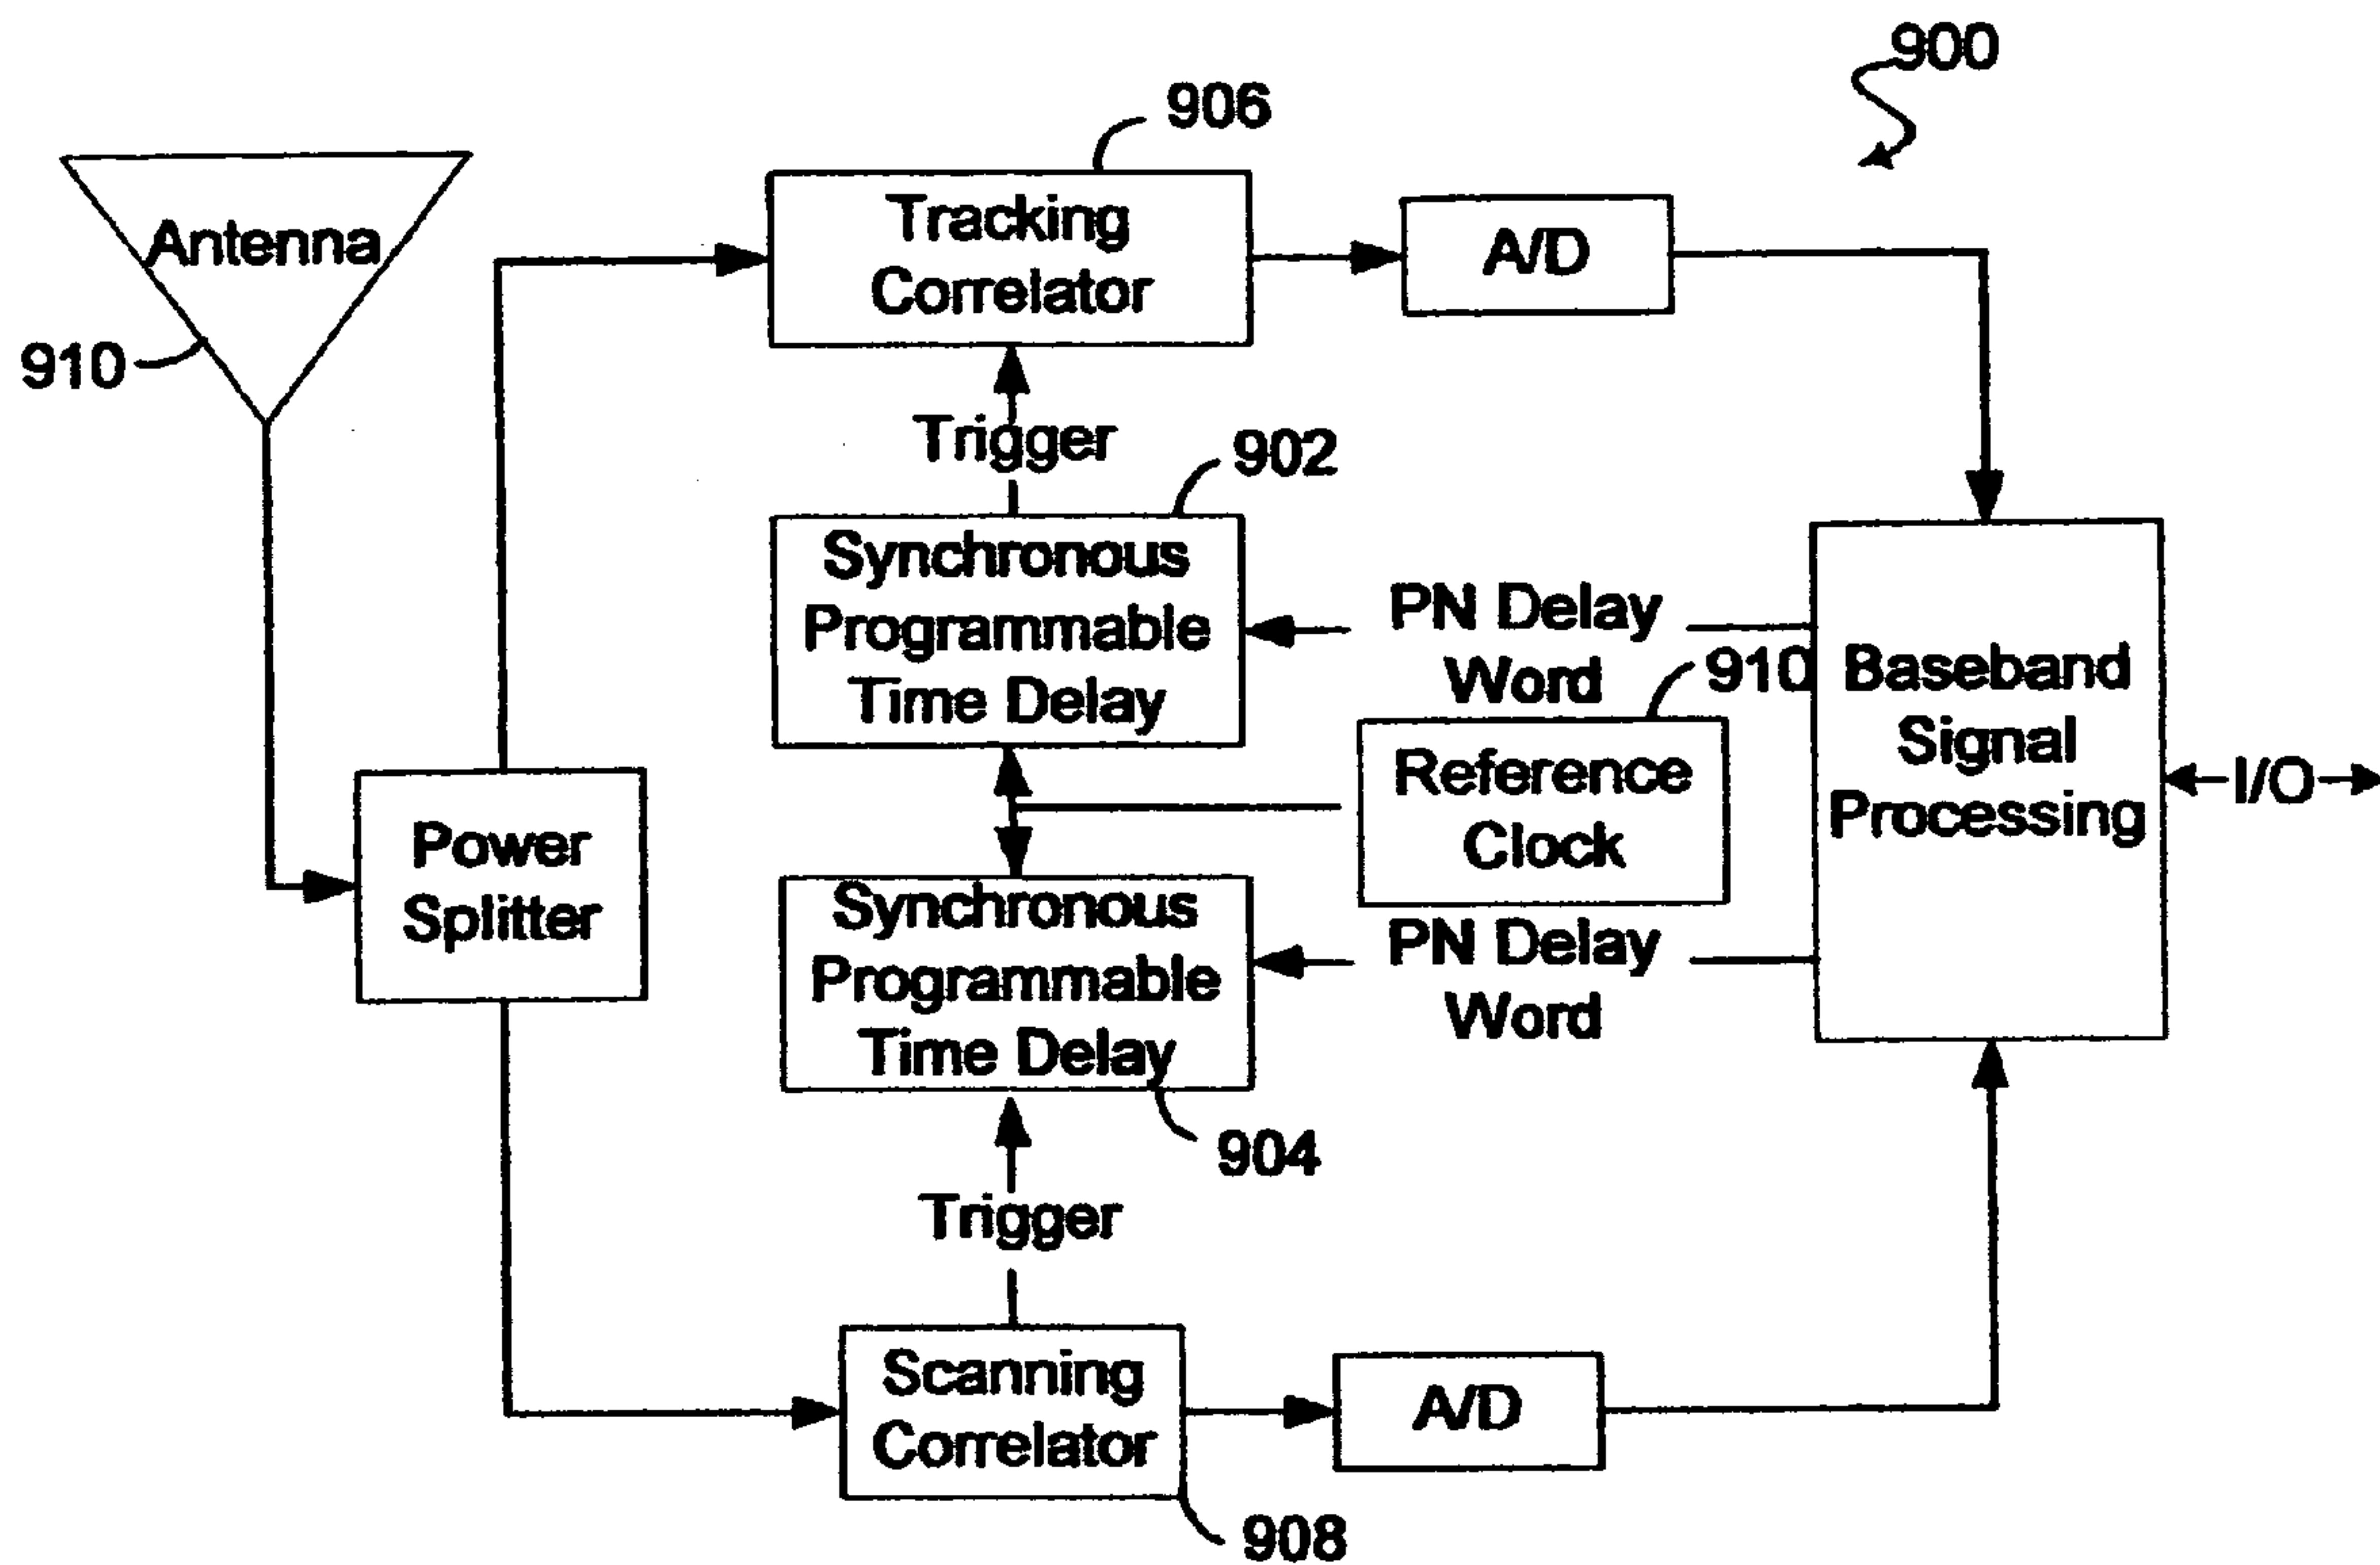 900
906
Tracking
Correlator
A/D
Antenna
910
Trigger
902
Synchronous
Programmable
Time Delay
PN Delay
Word
910
Reference
Clock
Baseband
Signal
Processing
I/O
Power
Splitter
Synchronous
Programmable
Time Delay
PN Delay
Word
904
Trigger
Scanning
Correlator
A/D
908